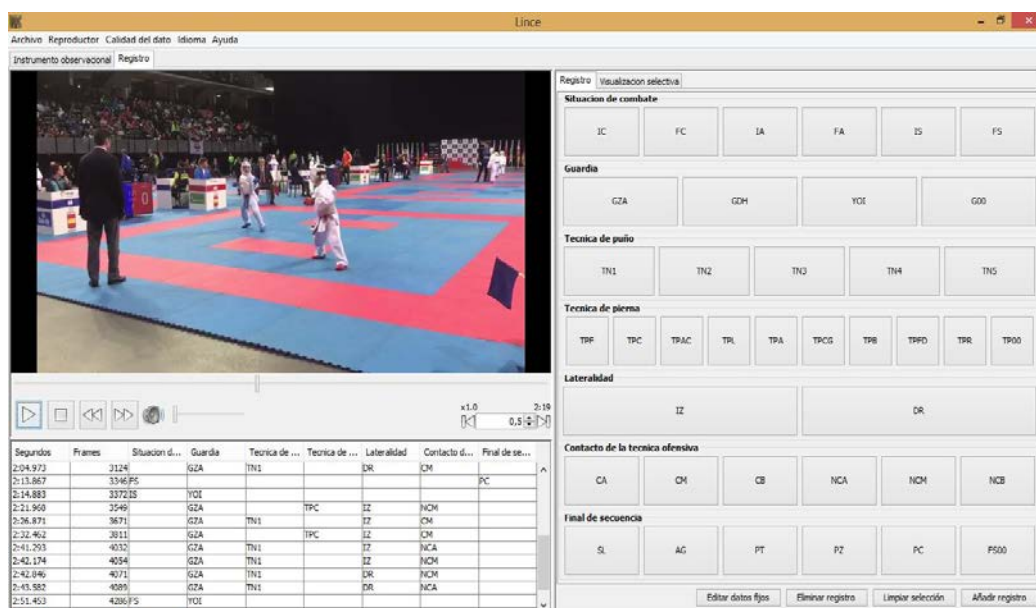 Lince
Archivo Reproductor Calidad del dato Idioma Ayuda
Instrumento observacional Registro
Registro Visualizacion selectiva
Situacion de combate
IC FC IA FA IS FS
Guardia
GZA GDH YOI G00
Tecnica de puño
TN1 TN2 TN3 TN4 TN5
Tecnica de pierna
TPF TPC TPAC TPL TPA TPCG TPB TPFD TPR TP00
Lateralidad
IZ DR
Contacto de la tecnica ofensiva
CA CM CB NCA NCM NCB
Final de secuencia
SL AG PT PZ PC FS00
Editar datos fijos Eliminar registro Limpiar selección Añadir registro
x1.0 2:19
0,5
Segundos Frames Situacion d... Guardia Tecnica de ... Tecnica de ... Lateralidad Contacto d... Final de se...
2:04.973 3124 GZA TN1 DR CM
2:13.867 3346 FS PC
2:14.883 3372 IS YOI
2:21.960 3549 GZA TPC IZ NCM
2:26.871 3671 GZA TN1 IZ CM
2:32.462 3811 GZA TPC IZ CM
2:41.293 4032 GZA TN1 IZ NCA
2:42.174 4054 GZA TN1 IZ NCM
2:42.846 4071 GZA TN1 DR NCM
2:43.582 4089 GZA TN1 DR NCA
2:51.453 4286 FS YOI